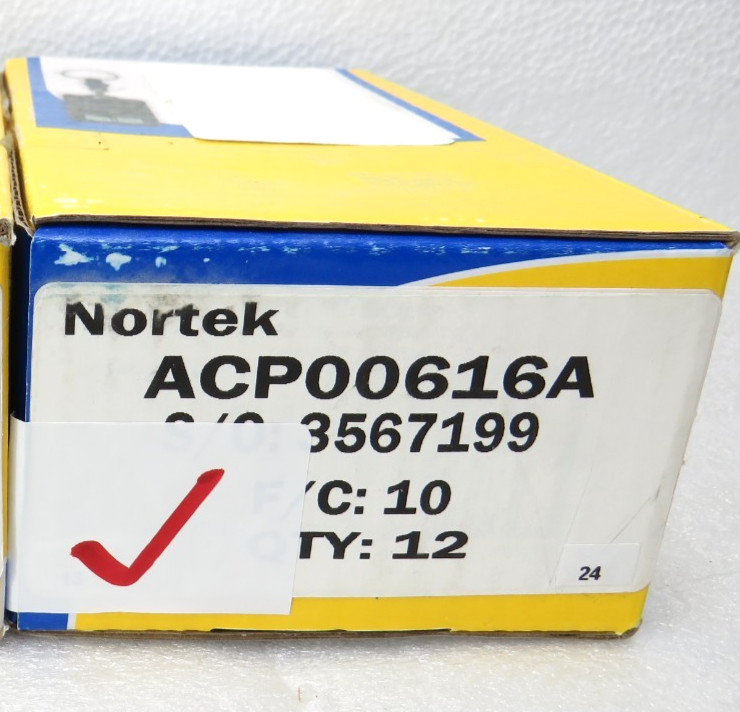 Nortek
ACP00616A
S/O: 3567199
F/C: 10
QTY: 12
24